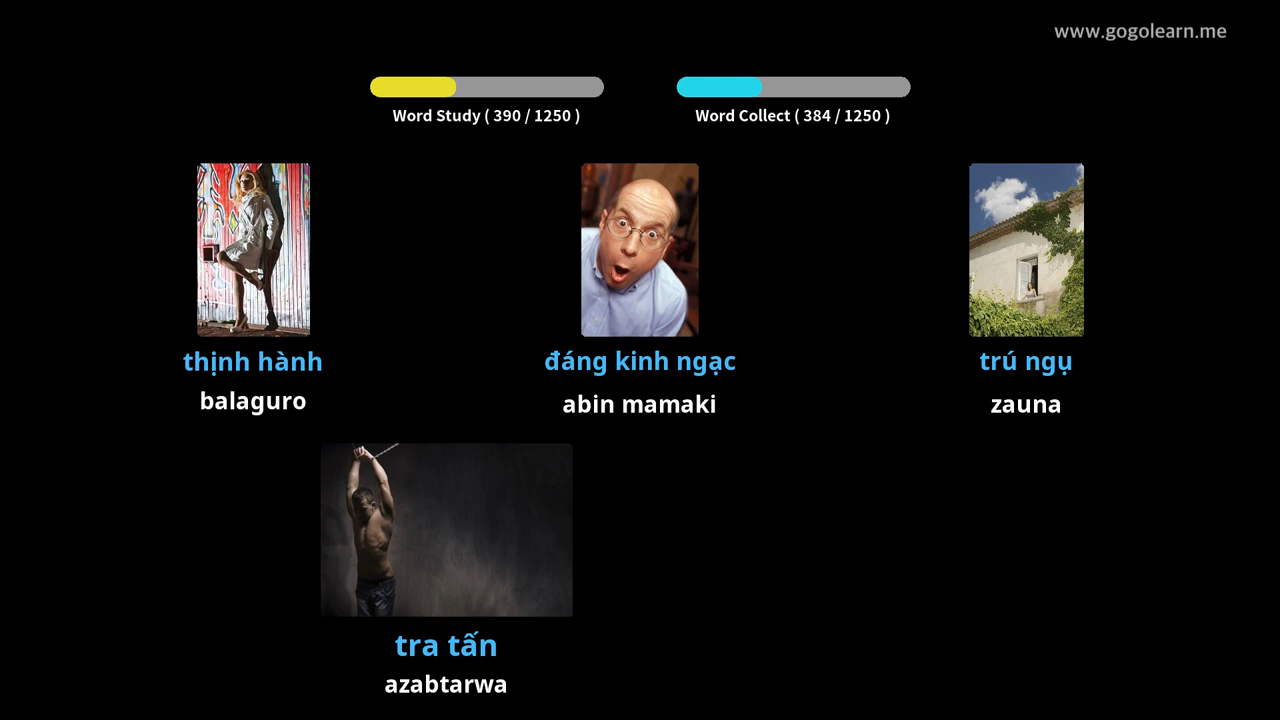 www.gogolearn.me
Word Study ( 390 / 1250 )
Word Collect ( 384 / 1250 )
thịnh hành
balaguro
đáng kinh ngạc
abin mamaki
trú ngụ
zauna
tra tấn
azabtarwa